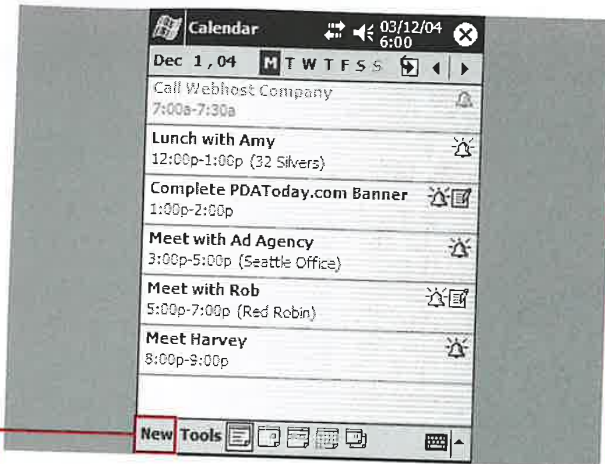 Calendar 03/12/04
6:00
Dec 1,04 M T W T F S S
Call Webhost Company
7:00a-7:30a
Lunch with Amy
12:00p-1:00p (32 Silvers)
Complete PDAToday.com Banner
1:00p-2:00p
Meet with Ad Agency
3:00p-5:00p (Seattle Office)
Meet with Rob
5:00p-7:00p (Red Robin)
Meet Harvey
8:00p-9:00p
New Tools